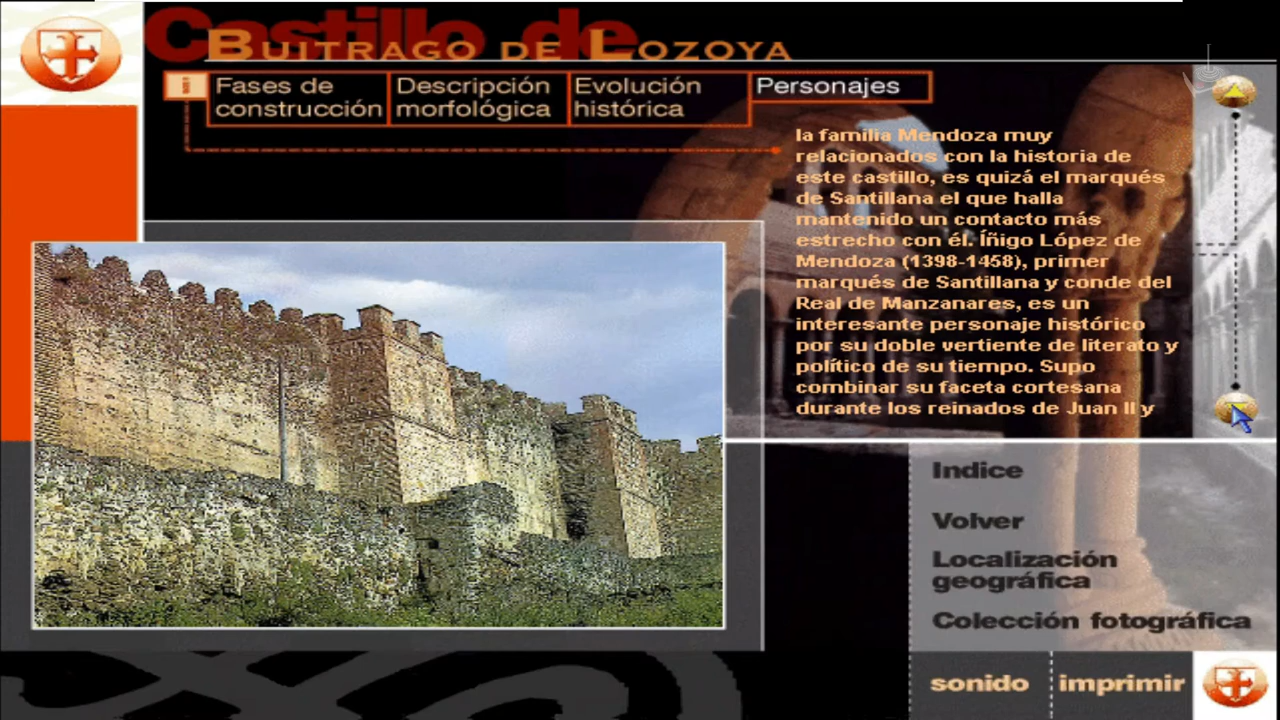 Castillo de
BUITRAGO DE LOZOYA
i
Fases de
construcción
Descripción
morfológica
Evolución
histórica
Personajes
la familia Mendoza muy
relacionados con la historia de
este castillo, es quizá el marqués
de Santillana el que halla
mantenido un contacto más
estrecho con él. Íñigo López de
Mendoza (1398-1458), primer
marqués de Santillana y conde del
Real de Manzanares, es un
interesante personaje histórico
por su doble vertiente de literato y
político de su tiempo. Supo
combinar su faceta cortesana
durante los reinados de Juan II y
Indice
Volver
Localización
geográfica
Colección fotográfica
sonido
imprimir